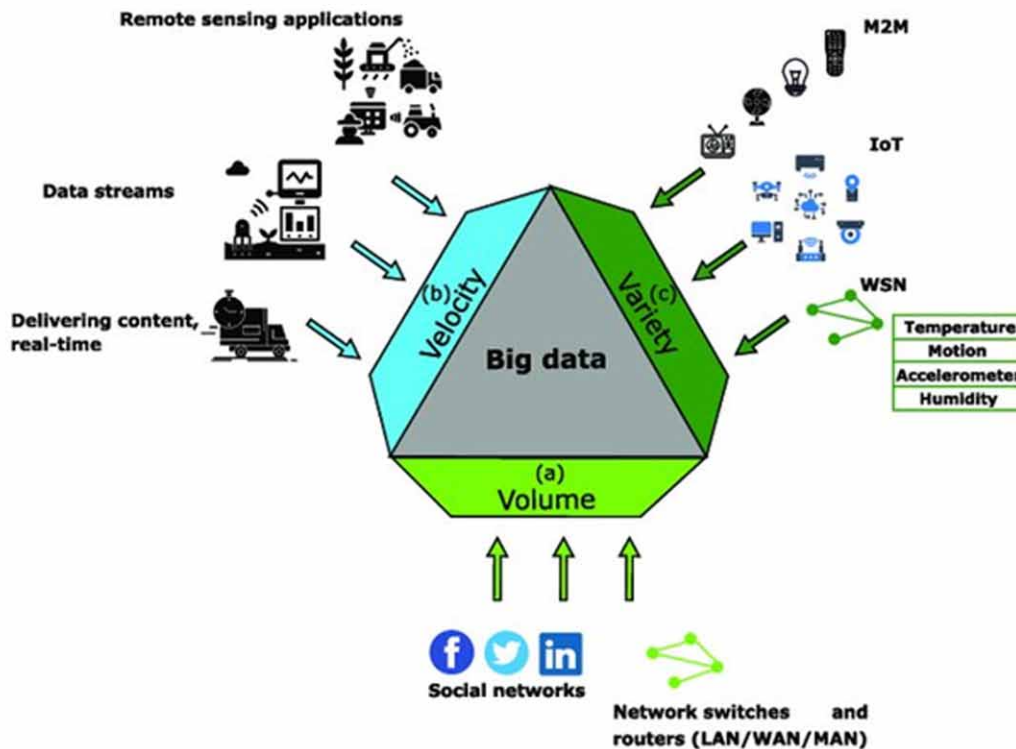 Remote sensing applications
M2M
IoT
Data streams
WSN
Delivering content,
real-time
Temperature
Motion
Accelerometer
Humidity
(b)
Velocity
(c)
Variety
Big data
(a)
Volume
f
in
Social networks
Network switches and
routers (LAN/WAN/MAN)